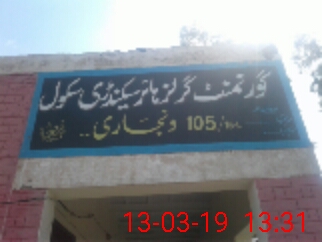 گورنمنٹ گرلز ہائر سیکنڈری سکول
105 ونجاری
13-03-19 13:31